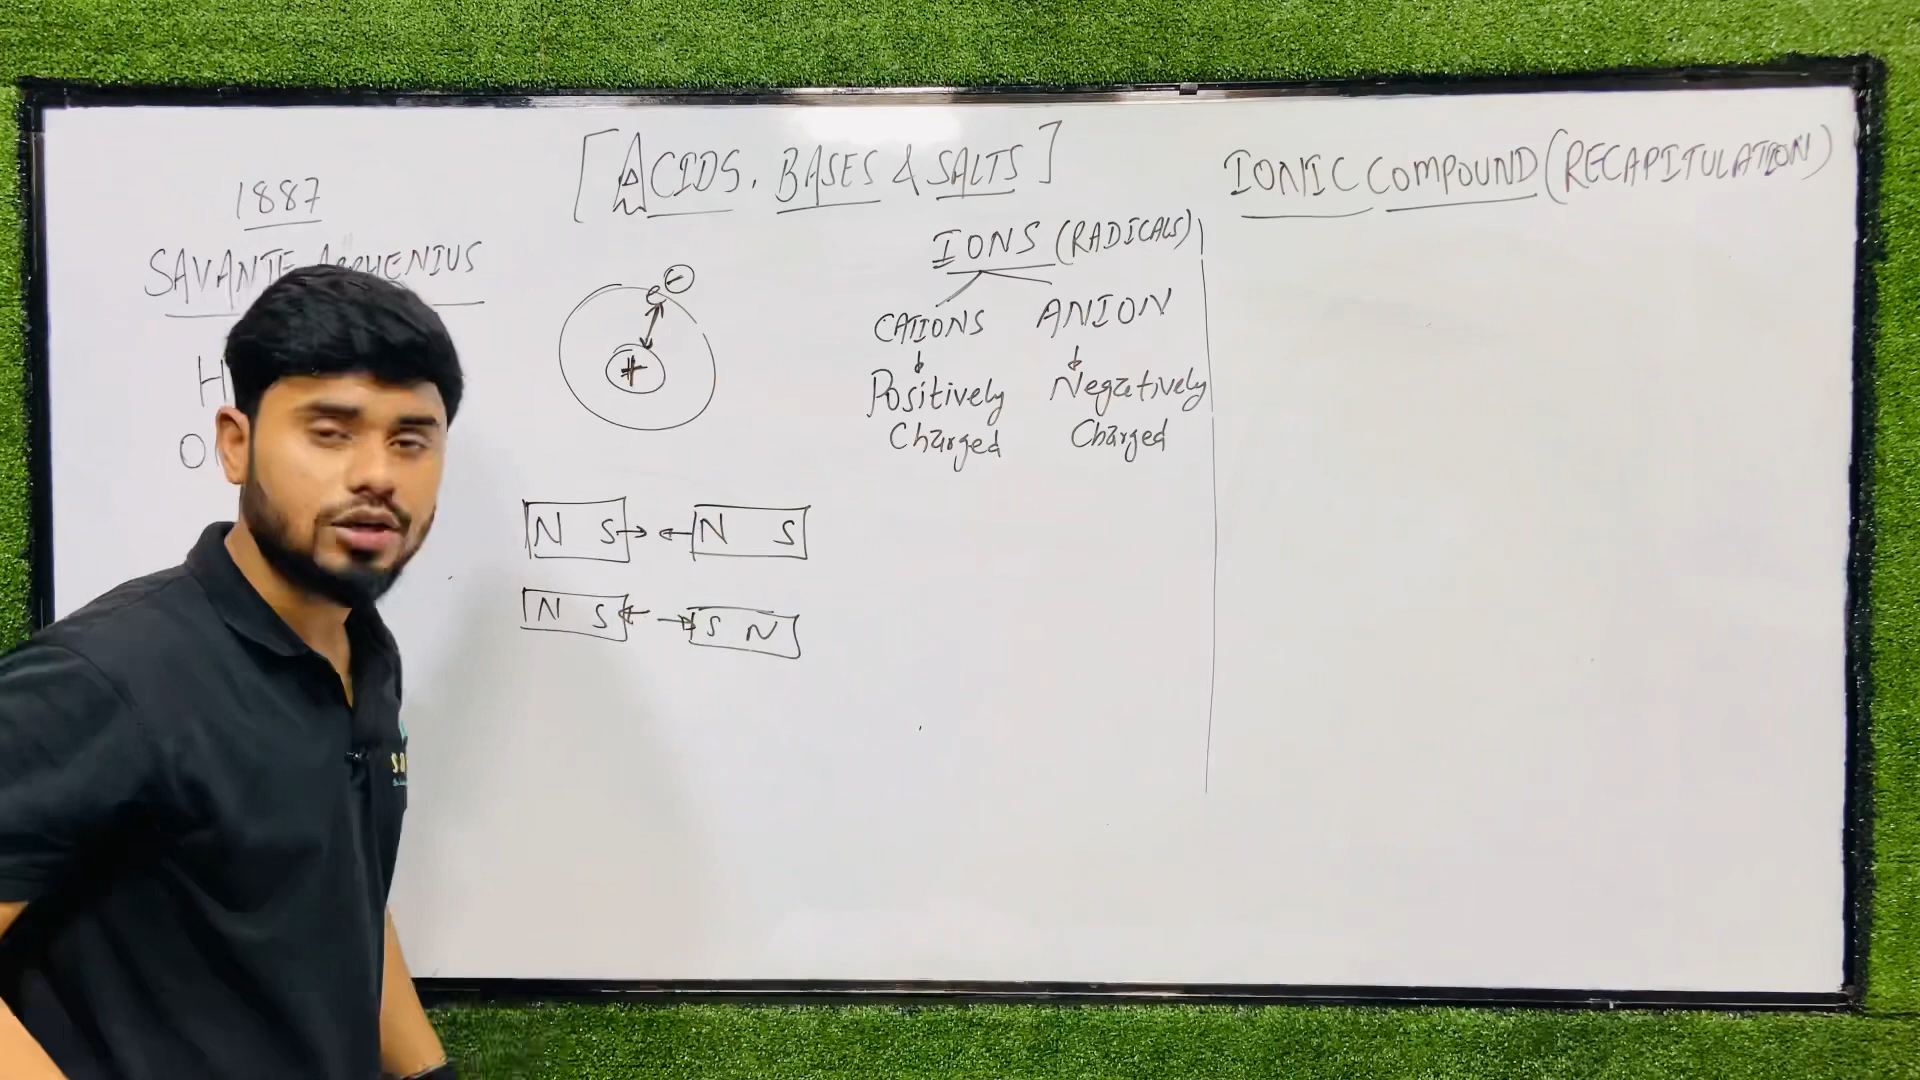 [ACIDS, BASES & SALTS]
1887
SAVANTE
H
IONS (RADICALS)
CATIONS ANION
Positively Negatively
Charged Charged
e -
+
N S N S
N S S N
IONIC COMPOUND (RECAPITULATION)